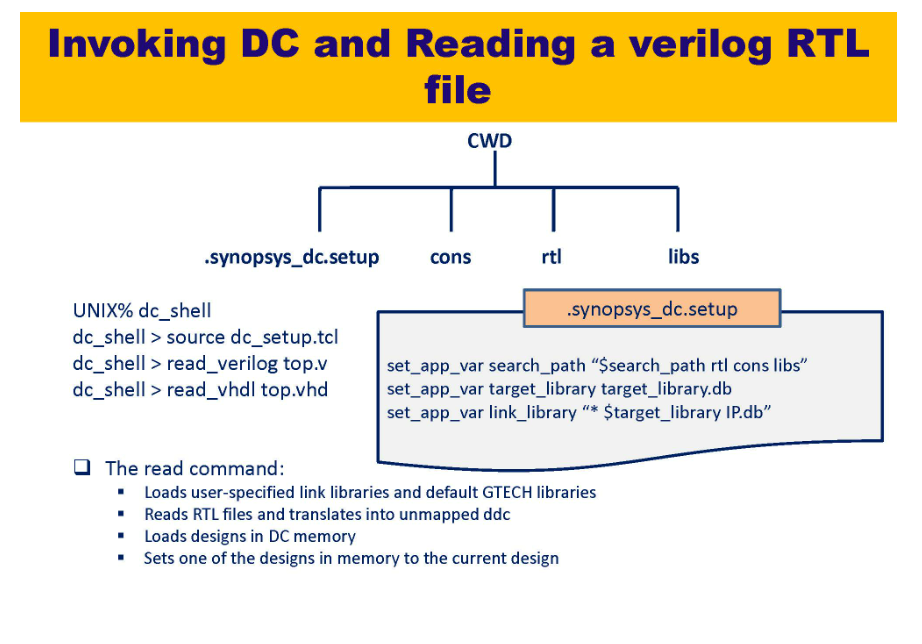 Invoking DC and Reading a verilog RTL
file
CWD
.synopsys_dc.setup cons rtl libs
UNIX% dc_shell
dc_shell > source dc_setup.tcl
dc_shell > read_verilog top.v
dc_shell > read_vhdl top.vhd
.synopsys_dc.setup
set_app_var search_path “$search_path rtl cons libs”
set_app_var target_library target_library.db
set_app_var link_library “* $target_library IP.db”
❑ The read command:
▪ Loads user-specified link libraries and default GTECH libraries
▪ Reads RTL files and translates into unmapped ddc
▪ Loads designs in DC memory
▪ Sets one of the designs in memory to the current design